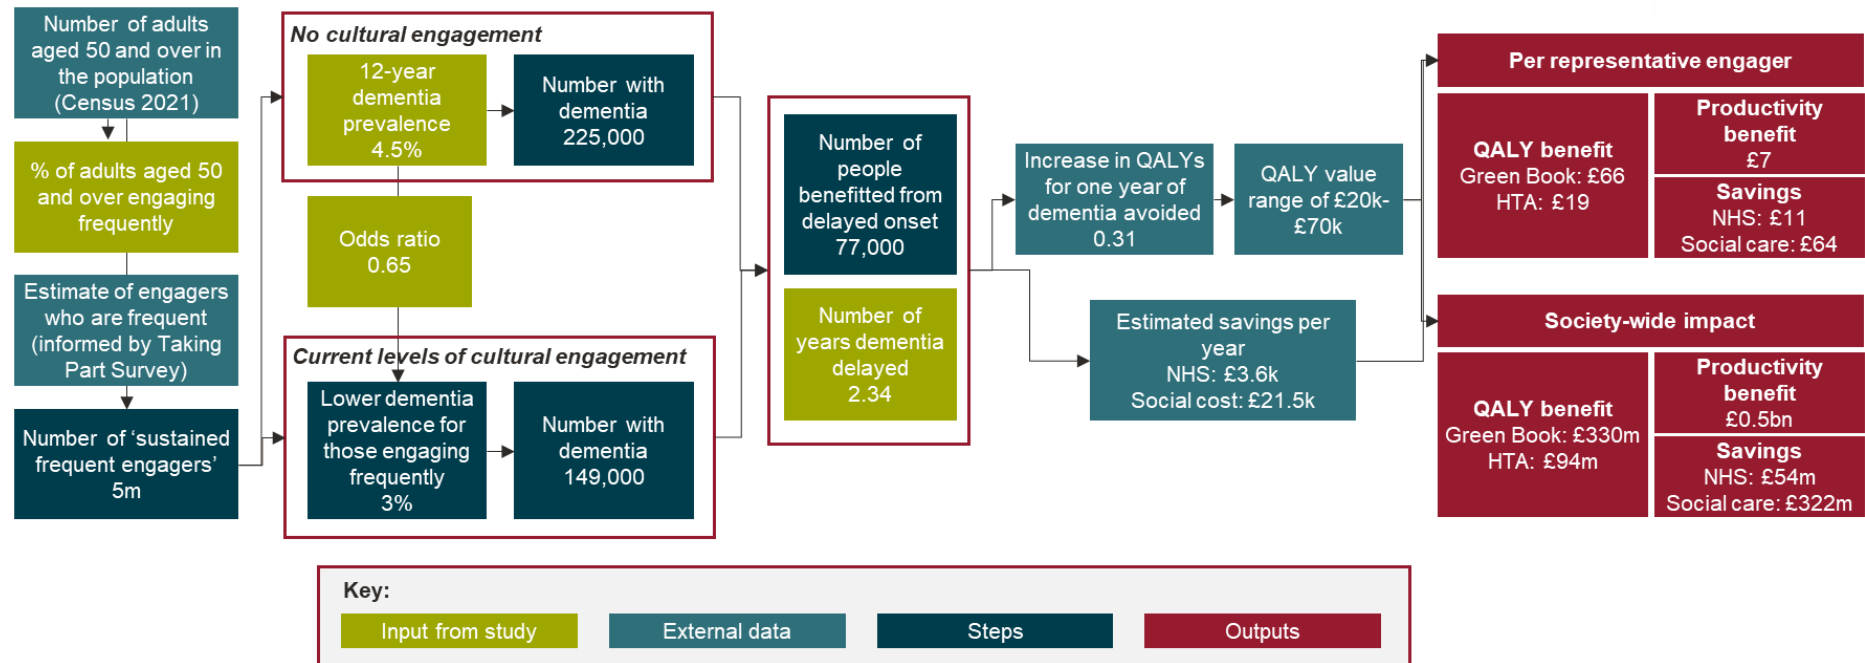 Number of adults
aged 50 and over in
the population
(Census 2021)
% of adults aged 50
and over engaging
frequently
Estimate of engagers
who are frequent
(informed by Taking
Part Survey)
Number of ‘sustained
frequent engagers’
5m
No cultural engagement
12-year
dementia
prevalence
4.5%
Number with
dementia
225,000
Odds ratio
0.65
Current levels of cultural engagement
Lower dementia
prevalence for
those engaging
frequently
3%
Number with
dementia
149,000
Number of
people
benefitted from
delayed onset
77,000
Number of
years dementia
delayed
2.34
Increase in QALYs
for one year of
dementia avoided
0.31
QALY value
range of £20k-
£70k
Estimated savings per
year
NHS: £3.6k
Social cost: £21.5k
Per representative engager
QALY benefit
Green Book: £66
HTA: £19
Productivity
benefit
£7
Savings
NHS: £11
Social care: £64
Society-wide impact
QALY benefit
Green Book: £330m
HTA: £94m
Productivity
benefit
£0.5bn
Savings
NHS: £54m
Social care: £322m
Key:
Input from study
External data
Steps
Outputs